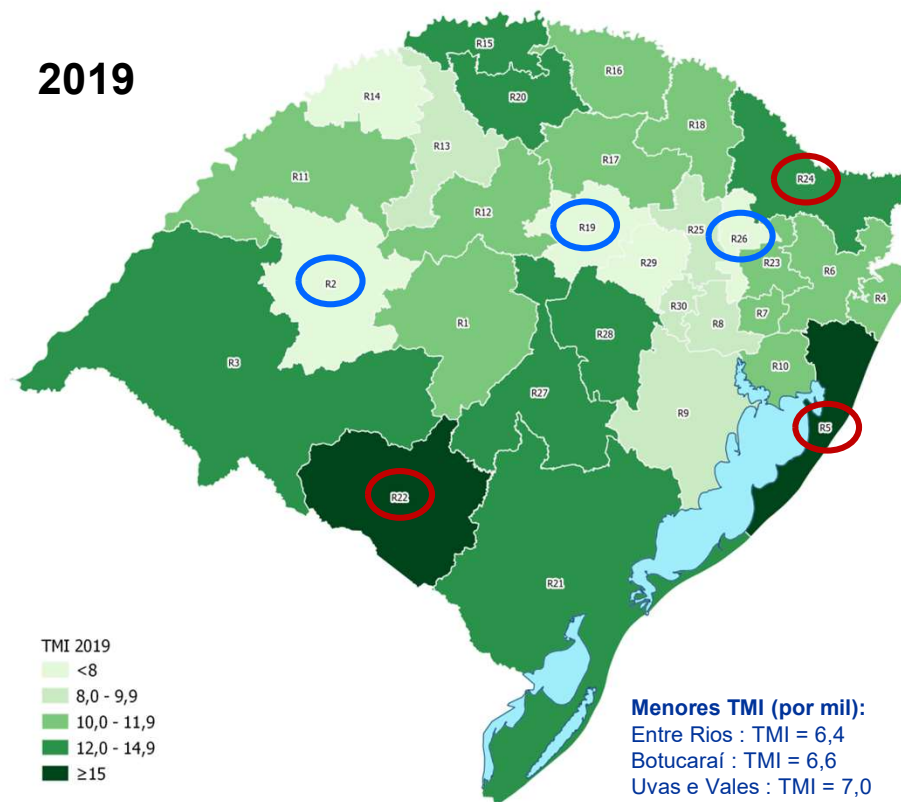 2019
R15
R16
R14
R20
R18
R13
R17
R11
R24
R12
R19
R25
R26
R29
R23
R6
R2
R4
R30
R7
R1
R8
R28
R3
R10
R27
R9
R5
R22
R21
TMI 2019
<8
8,0 - 9,9
10,0 - 11,9
12,0 - 14,9
≥15
Menores TMI (por mil):
Entre Rios : TMI = 6,4
Botucaraí : TMI = 6,6
Uvas e Vales : TMI = 7,0